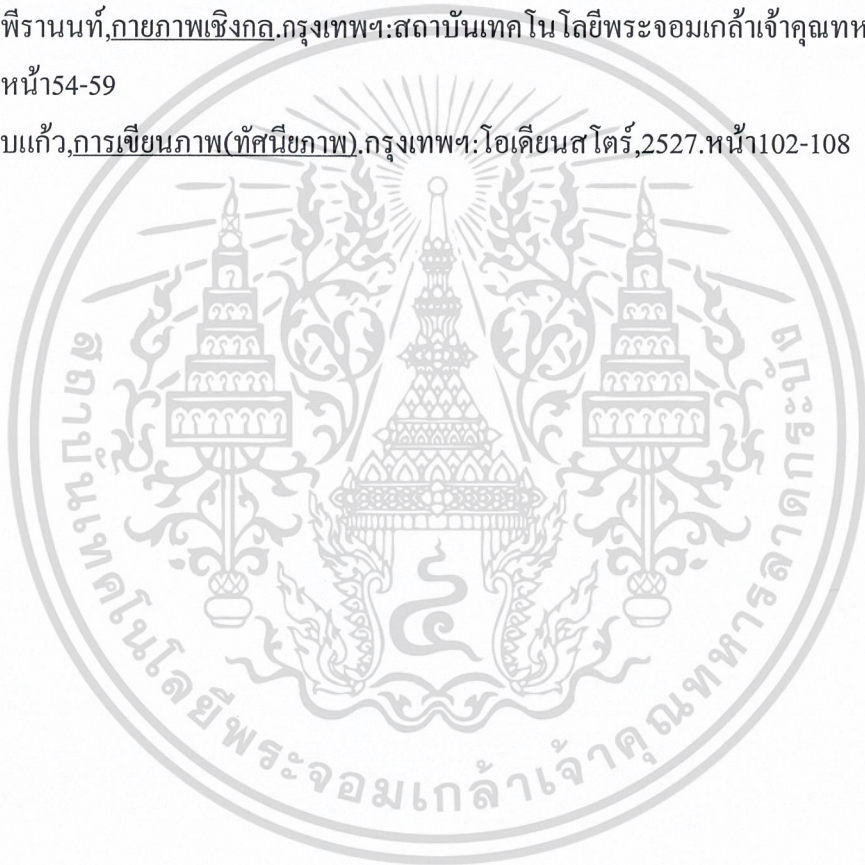 พีรานนท์,กายภาพเชิงกล.กรุงเทพฯ:สถาบันเทคโนโลยีพระจอมเกล้าเจ้าคุณทห
หน้า54-59
บแก้ว,การเขียนภาพ(ทัศนียภาพ).กรุงเทพฯ:โอเดียนสโตร์,2527.หน้า102-108
สถาบันเทคโนโลยีพระจอมเกล้าเจ้าคุณทหารลาดกระบัง
๔